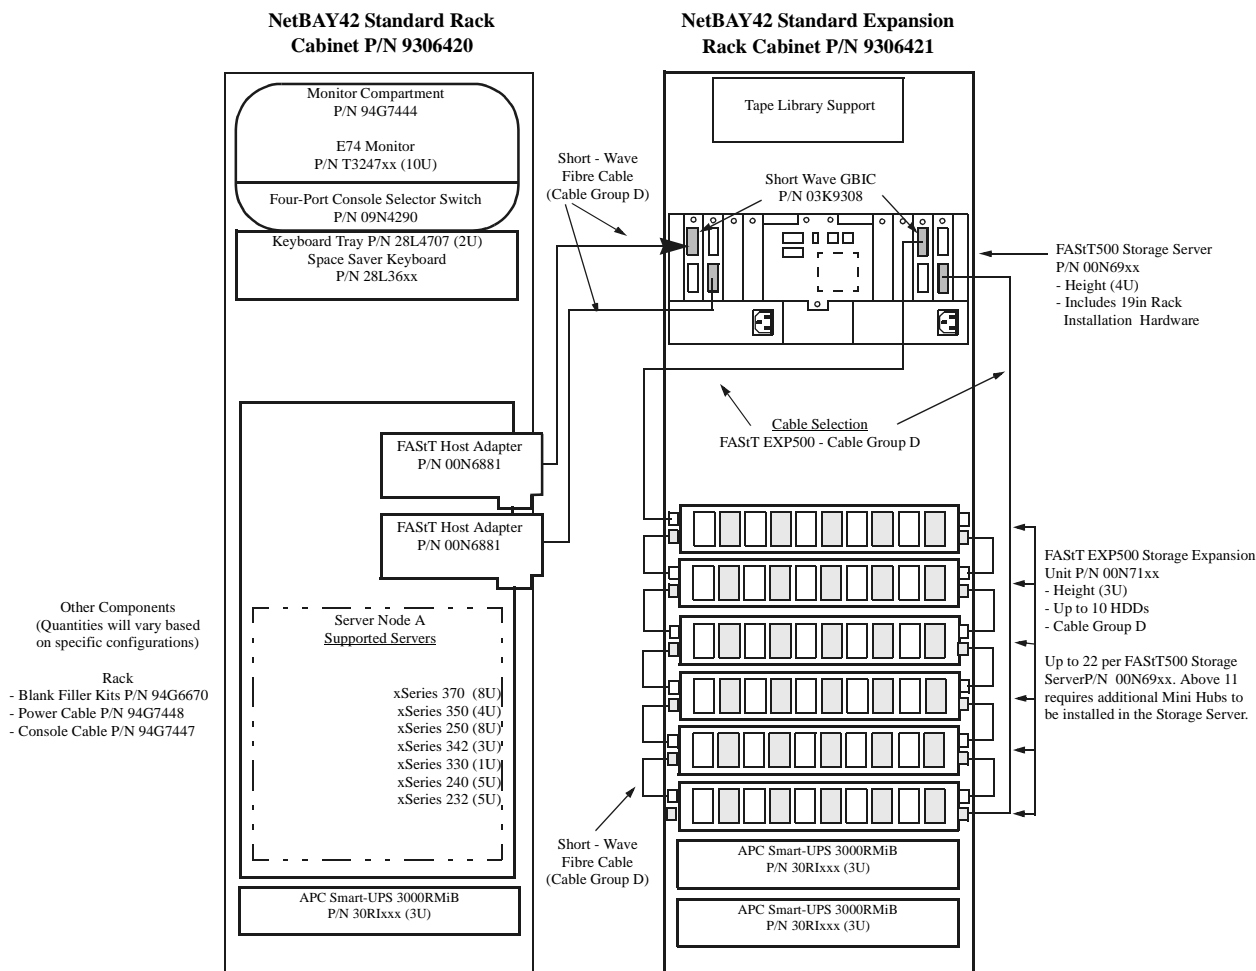 NetBAY42 Standard Rack
Cabinet P/N 9306420
NetBAY42 Standard Expansion
Rack Cabinet P/N 9306421
Monitor Compartment
P/N 94G7444
E74 Monitor
P/N T3247xx (10U)
Four-Port Console Selector Switch
P/N 09N4290
Keyboard Tray P/N 28L4707 (2U)
Space Saver Keyboard
P/N 28L36xx
Short - Wave
Fibre Cable
(Cable Group D)
Tape Library Support
Short Wave GBIC
P/N 03K9308
FAStT500 Storage Server
P/N 00N69xx
- Height (4U)
- Includes 19in Rack
Installation Hardware
Cable Selection
FAStT EXP500 - Cable Group D
FAStT Host Adapter
P/N 00N6881
FAStT Host Adapter
P/N 00N6881
FAStT EXP500 Storage Expansion
Unit P/N 00N71xx
- Height (3U)
- Up to 10 HDDs
- Cable Group D
Up to 22 per FAStT500 Storage
ServerP/N 00N69xx. Above 11
requires additional Mini Hubs to
be installed in the Storage Server.
Other Components
(Quantities will vary based
on specific configurations)
Rack
- Blank Filler Kits P/N 94G6670
- Power Cable P/N 94G7448
- Console Cable P/N 94G7447
Server Node A
Supported Servers
xSeries 370 (8U)
xSeries 350 (4U)
xSeries 250 (8U)
xSeries 342 (3U)
xSeries 330 (1U)
xSeries 240 (5U)
xSeries 232 (5U)
Short - Wave
Fibre Cable
(Cable Group D)
APC Smart-UPS 3000RMiB
P/N 30RIxxx (3U)
APC Smart-UPS 3000RMiB
P/N 30RIxxx (3U)
APC Smart-UPS 3000RMiB
P/N 30RIxxx (3U)